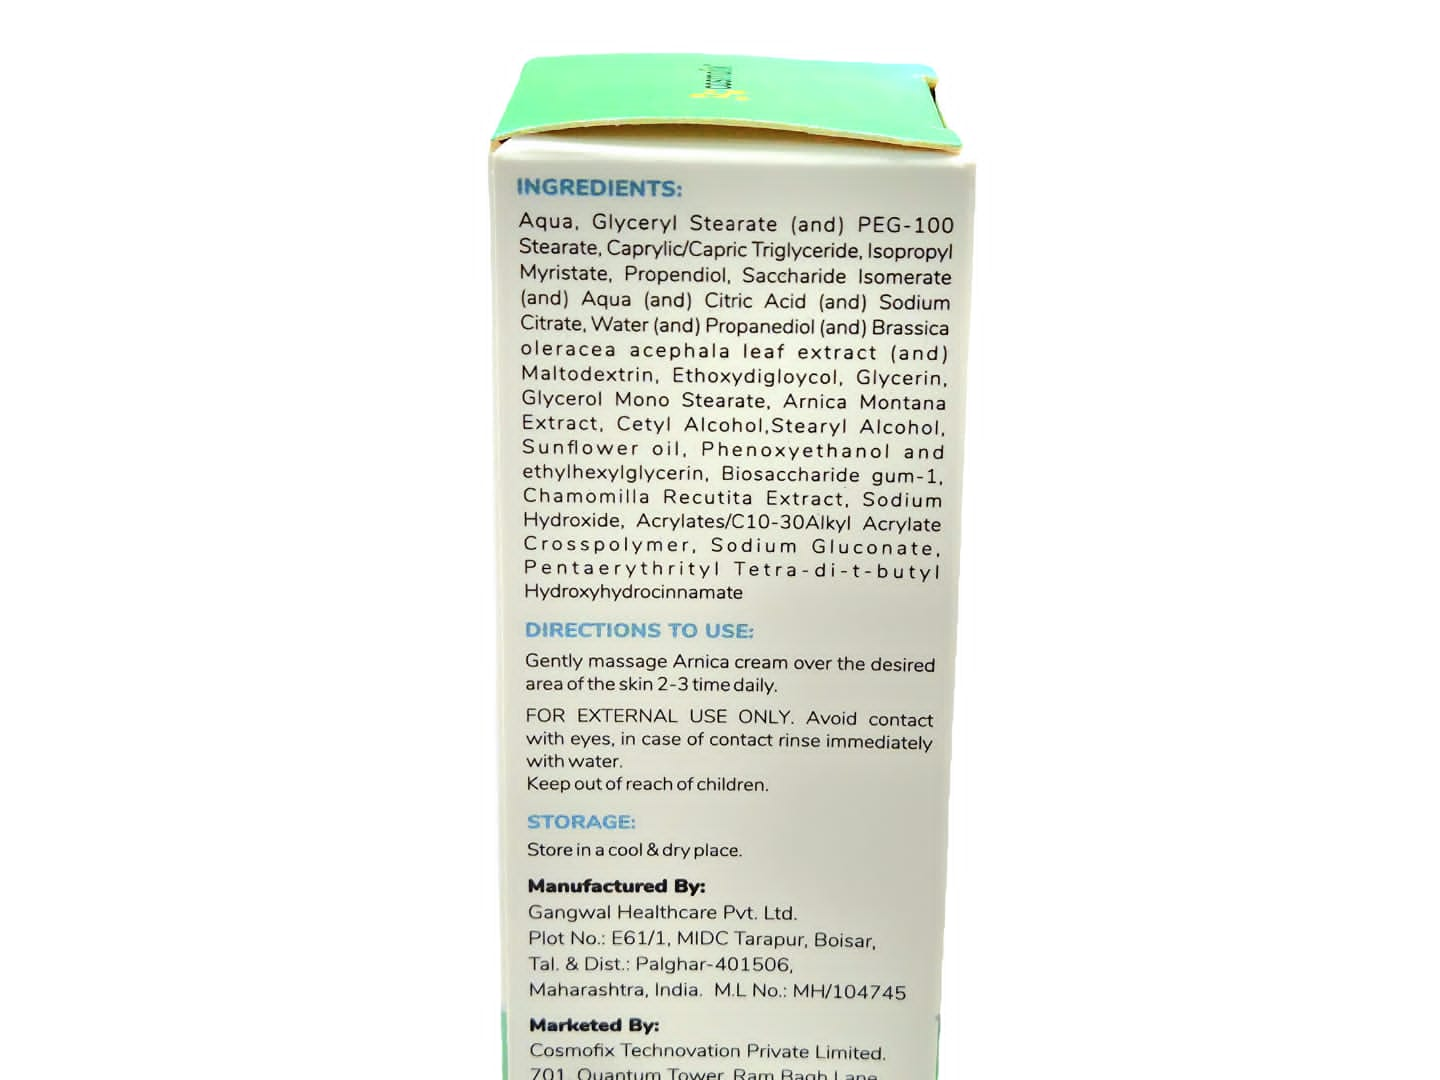 cosmofix
INGREDIENTS:
Aqua, Glyceryl Stearate (and) PEG-100
Stearate, Caprylic/Capric Triglyceride, Isopropyl
Myristate, Propendiol, Saccharide Isomerate
(and) Aqua (and) Citric Acid (and) Sodium
Citrate, Water (and) Propanediol (and) Brassica
oleracea acephala leaf extract (and)
Maltodextrin, Ethoxydigloycol, Glycerin,
Glycerol Mono Stearate, Arnica Montana
Extract, Cetyl Alcohol,Stearyl Alcohol,
Sunflower oil, Phenoxyethanol and
ethylhexylglycerin, Biosaccharide gum-1,
Chamomilla Recutita Extract, Sodium
Hydroxide, Acrylates/C10-30Alkyl Acrylate
Crosspolymer, Sodium Gluconate,
Pentaerythrityl Tetra-di-t-butyl
Hydroxyhydrocinnamate
DIRECTIONS TO USE:
Gently massage Arnica cream over the desired
area of the skin 2-3 time daily.
FOR EXTERNAL USE ONLY. Avoid contact
with eyes, in case of contact rinse immediately
with water.
Keep out of reach of children.
STORAGE:
Store in a cool & dry place.
Manufactured By:
Gangwal Healthcare Pvt. Ltd.
Plot No.: E61/1, MIDC Tarapur, Boisar,
Tal. & Dist.: Palghar-401506,
Maharashtra, India. M.L No.: MH/104745
Marketed By:
Cosmofix Technovation Private Limited.
701, Quantum Tower, Ram Bagh Lane,